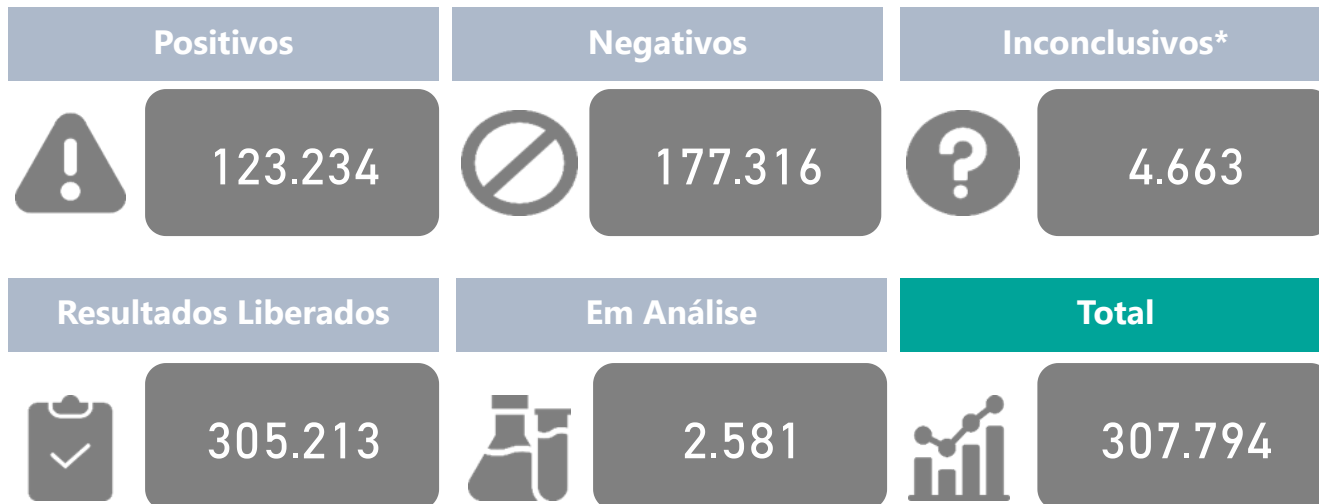 Positivos
Negativos
Inconclusivos*
123.234
177.316
4.663
Resultados Liberados
Em Análise
Total
305.213
2.581
307.794